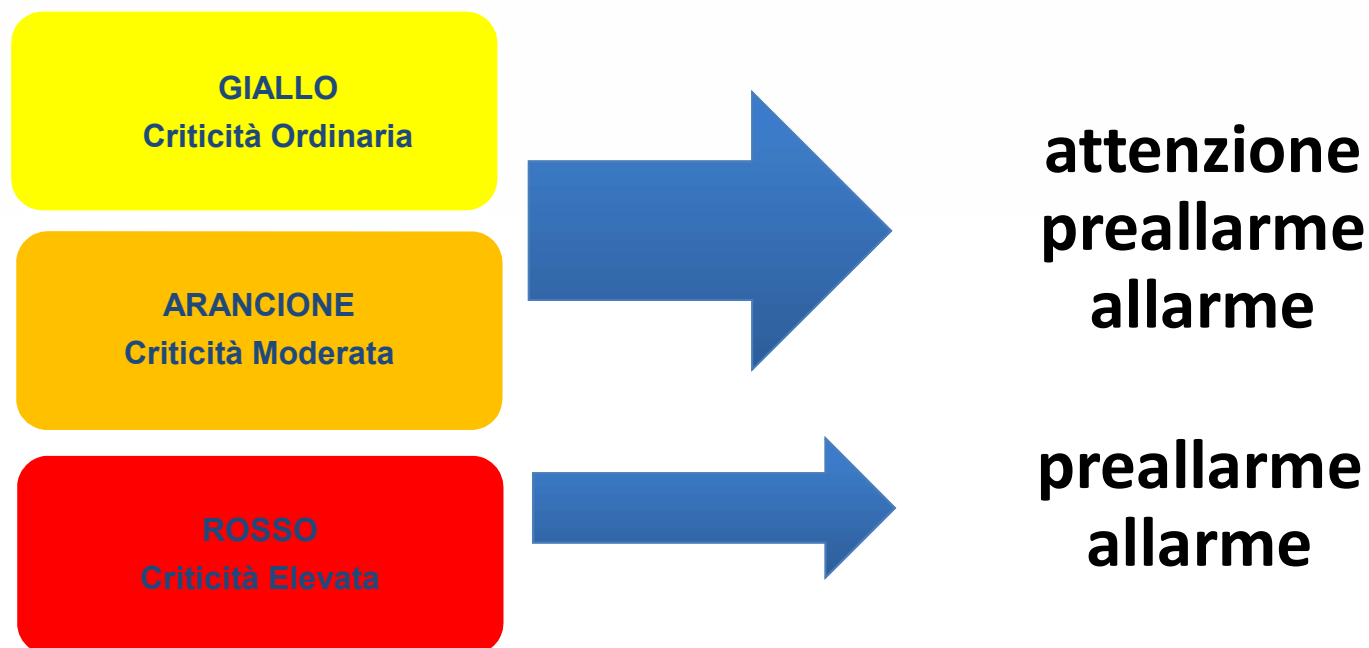 GIALLO
Criticità Ordinaria
ARANCIONE
Criticità Moderata
ROSSO
Criticità Elevata
attenzione
preallarme
allarme
preallarme
allarme